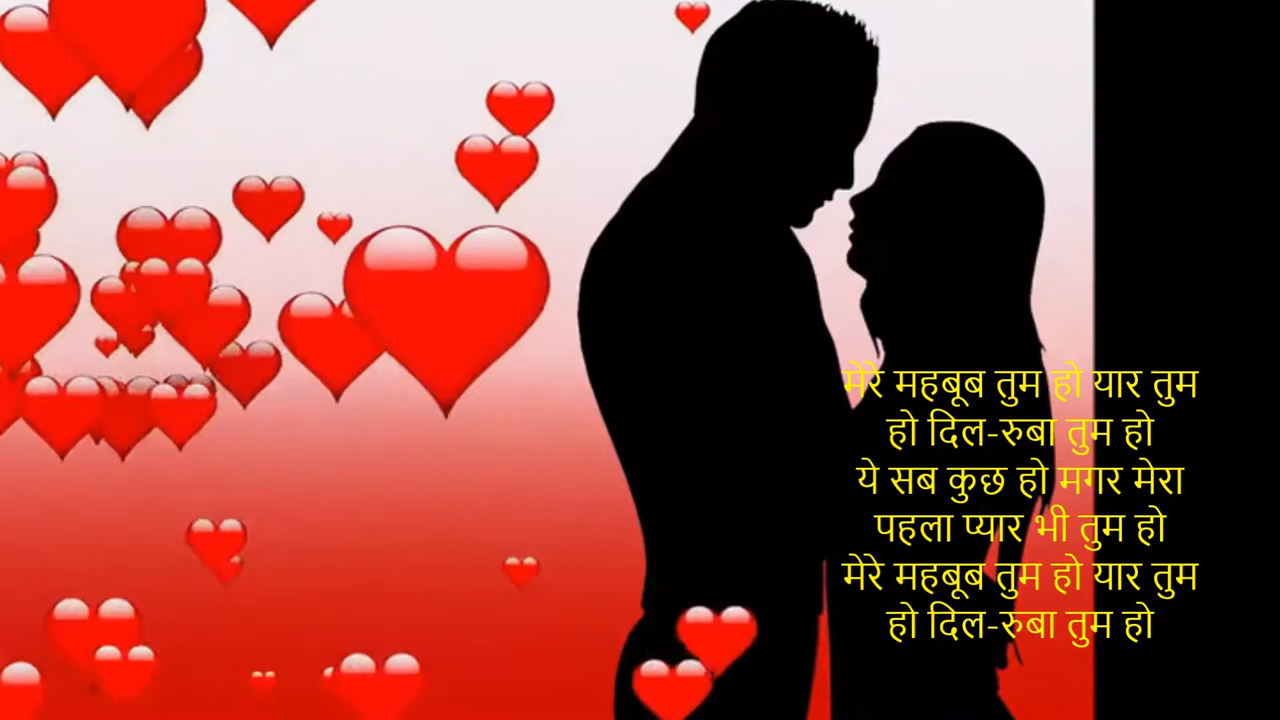 मेरे महबूब तुम हो यार तुम
हो दिल-रुबा तुम हो
ये सब कुछ हो मगर मेरा
पहला प्यार भी तुम हो
मेरे महबूब तुम हो यार तुम
हो दिल-रुबा तुम हो